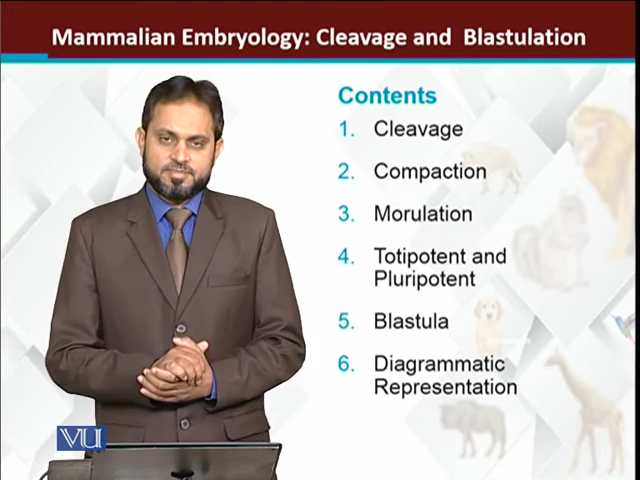 Mammalian Embryology: Cleavage and Blastulation
Contents
1. Cleavage
2. Compaction
3. Morulation
4. Totipotent and
Pluripotent
5. Blastula
6. Diagrammatic
Representation
VU